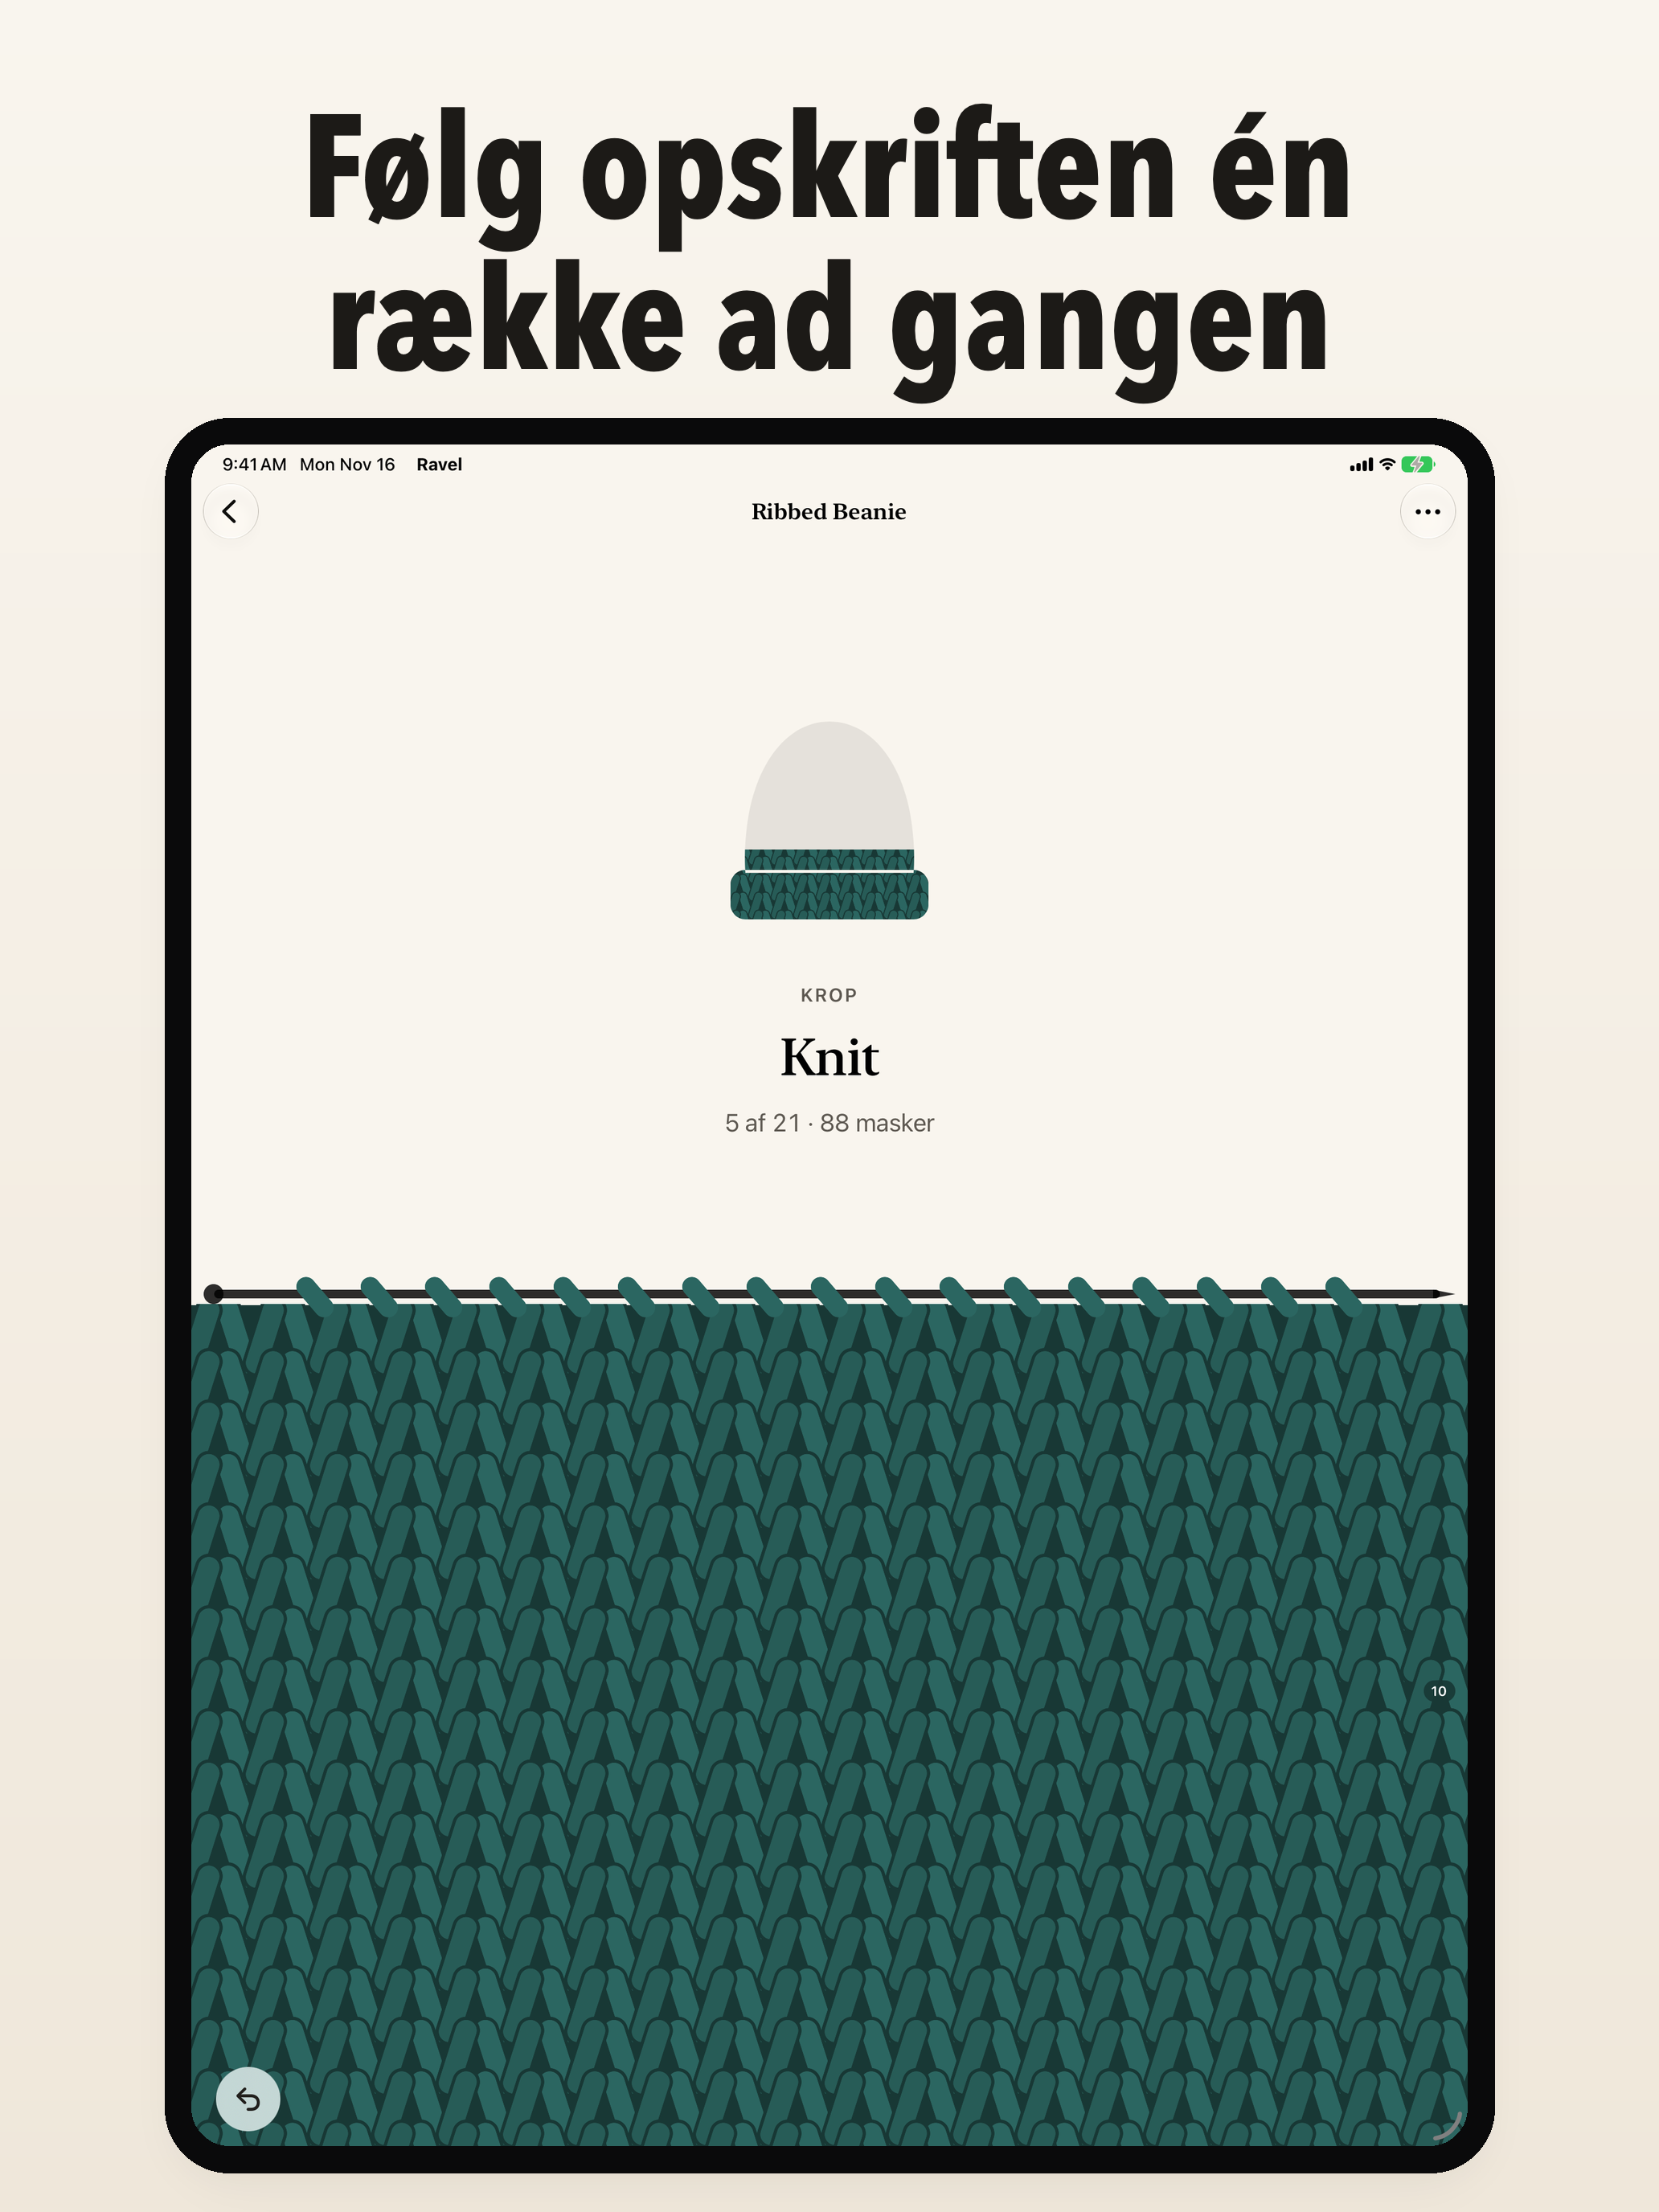 Følg opskriften én
række ad gangen
9:41 AM Mon Nov 16 Ravel
Ribbed Beanie
KROP
Knit
5 af 21 · 88 masker
10